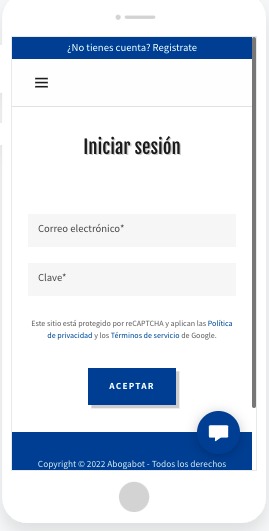 ¿No tienes cuenta? Registrate
Iniciar sesión
Correo electrónico*
Clave*
Este sitio está protegido por reCAPTCHA y aplican las Política
de privacidad y los Términos de servicio de Google.
ACEPTAR
Copyright © 2022 Abogabot - Todos los derechos